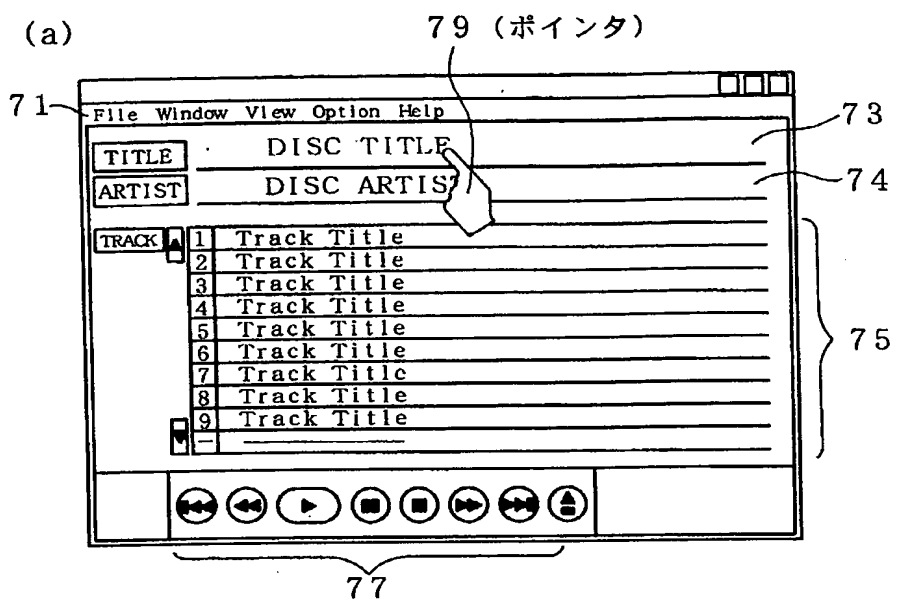 (a)
79 (ポインタ)
71
File Window View Option Help
73
TITLE DISC TITLE
74
ARTIST DISC ARTIST
TRACK 1 Track Title
2 Track Title
3 Track Title
4 Track Title
5 Track Title
75
6 Track Title
7 Track Title
8 Track Title
9 Track Title
77